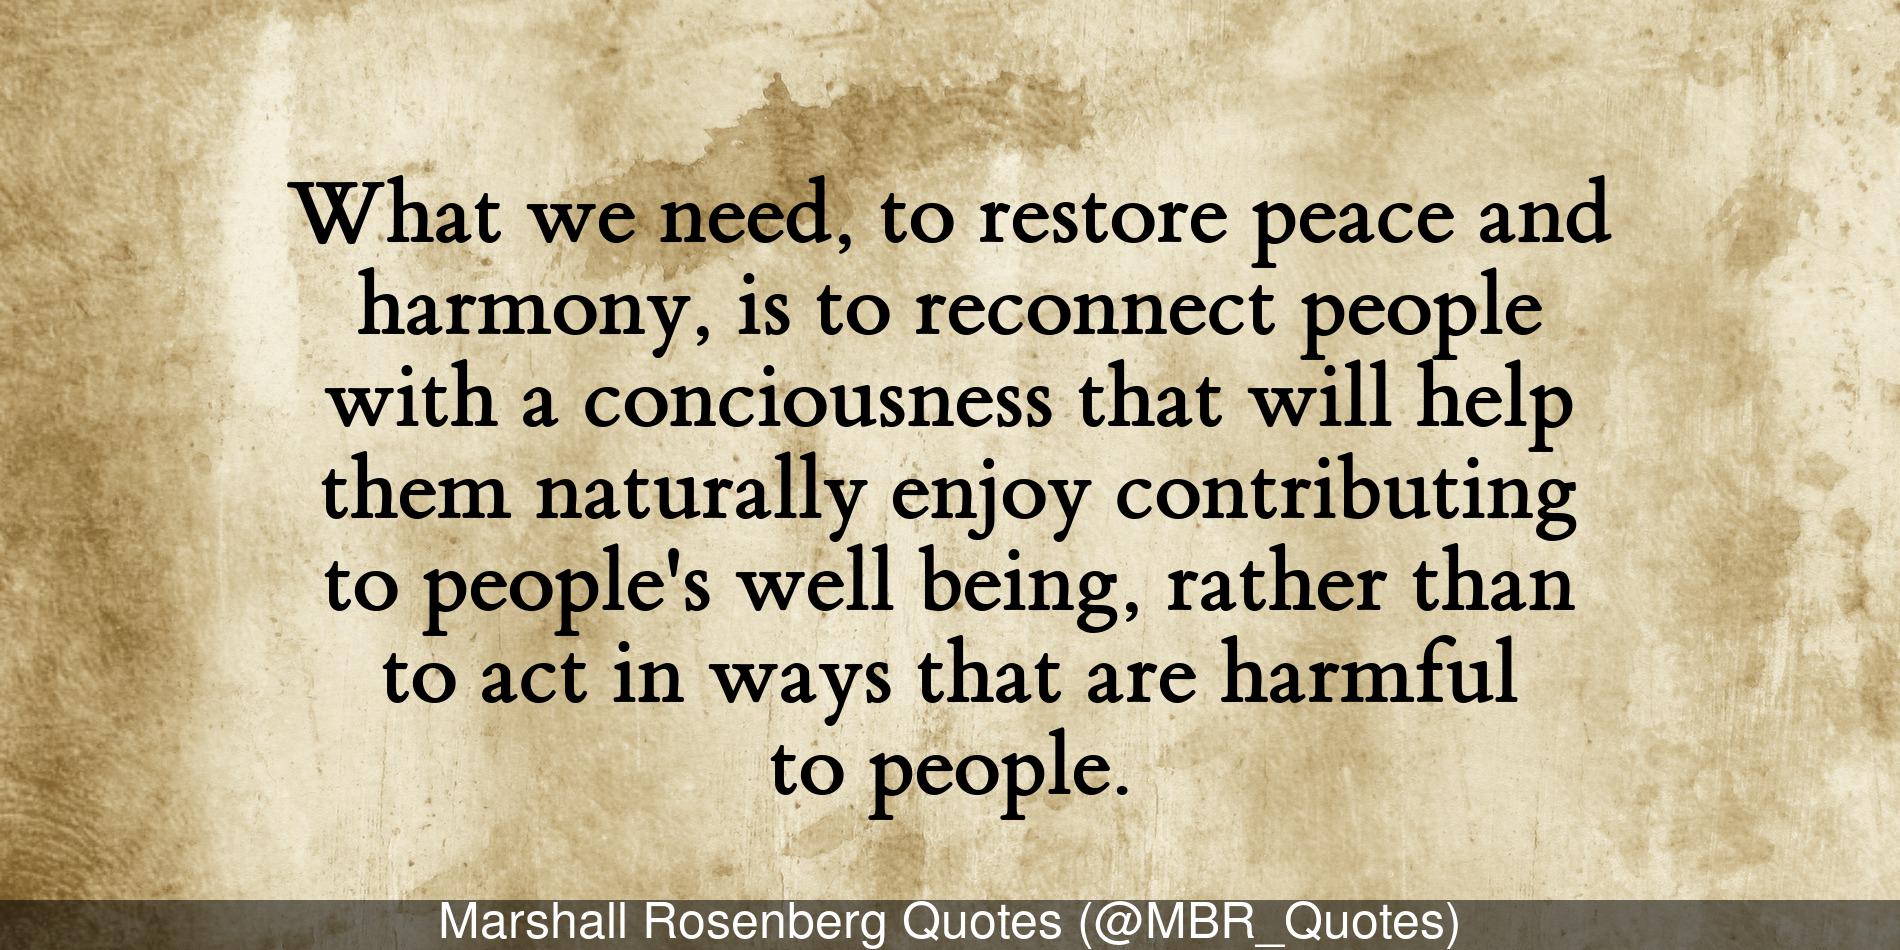 What we need, to restore peace and
harmony, is to reconnect people
with a conciousness that will help
them naturally enjoy contributing
to people's well being, rather than
to act in ways that are harmful
to people.
Marshall Rosenberg Quotes (@MBR_Quotes)